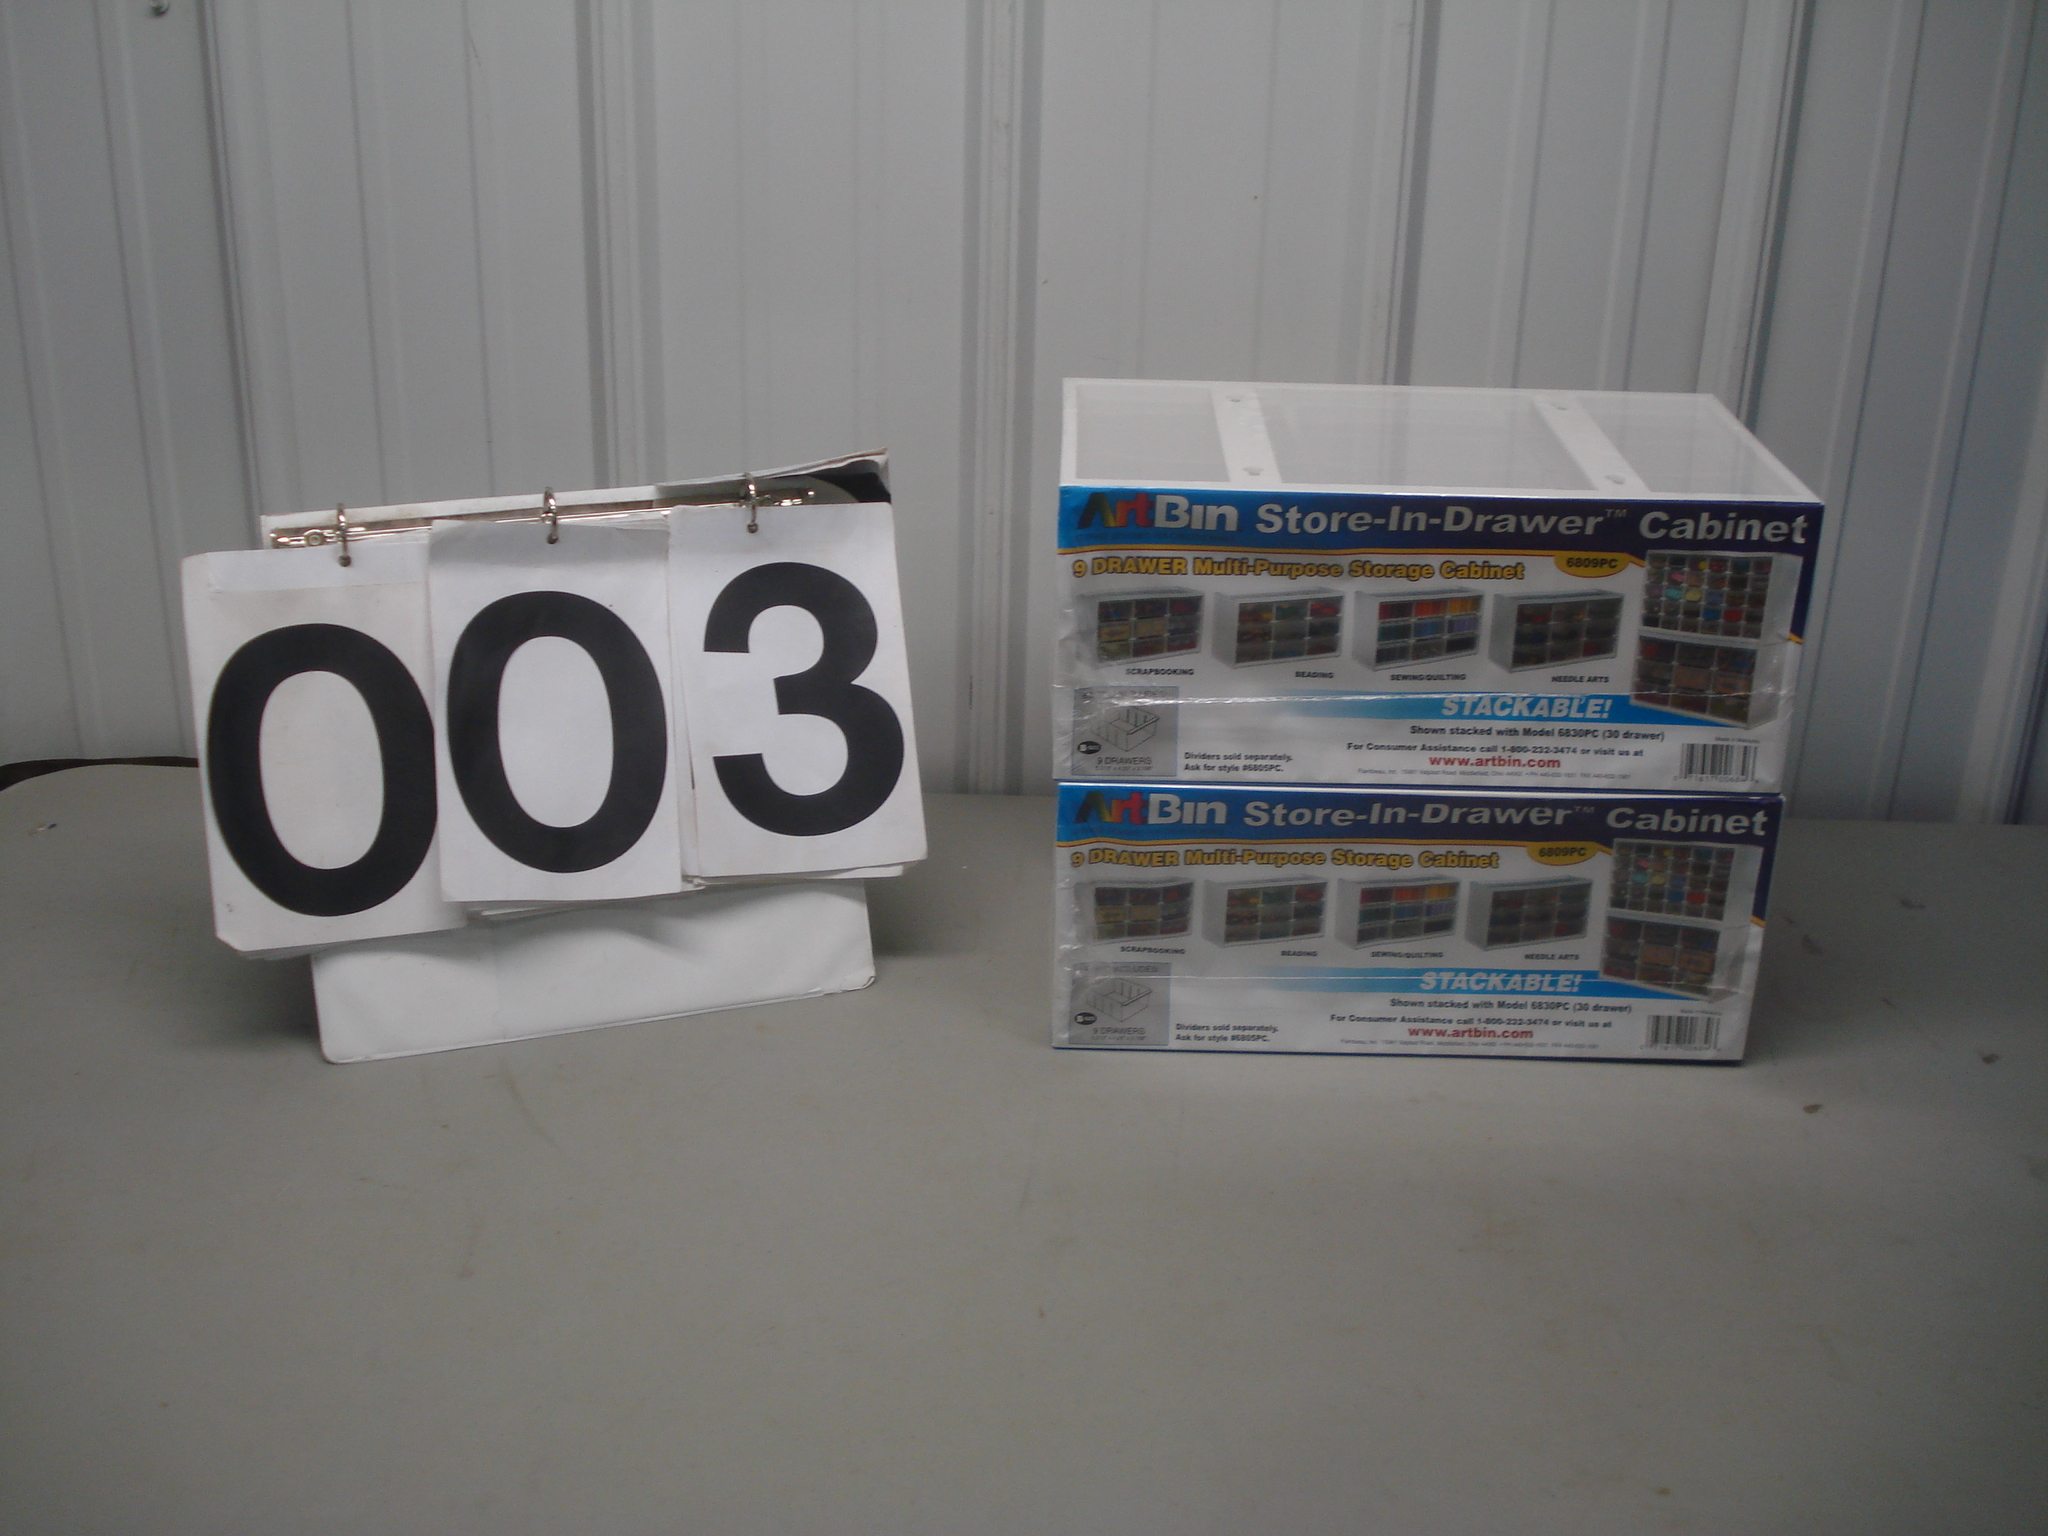 003
ArtBin Store-In-Drawer™ Cabinet
9 DRAWER Multi-Purpose Storage Cabinet
6809PC
SCRAPBOOKING
BEADING
SEWING/QUILTING
NEEDLE ARTS
STACKABLE!
Shown stacked with Model 6830PC (30 drawer)
For Consumer Assistance call 1-800-232-3474 or visit us at
www.artbin.com
9 DRAWERS
Dividers sold separately.
Ask for style #6805PC.
ArtBin Store-In-Drawer™ Cabinet
9 DRAWER Multi-Purpose Storage Cabinet
6809PC
SCRAPBOOKING
BEADING
SEWING/QUILTING
NEEDLE ARTS
STACKABLE!
Shown stacked with Model 6830PC (30 drawer)
For Consumer Assistance call 1-800-232-3474 or visit us at
www.artbin.com
9 DRAWERS
Dividers sold separately.
Ask for style #6805PC.